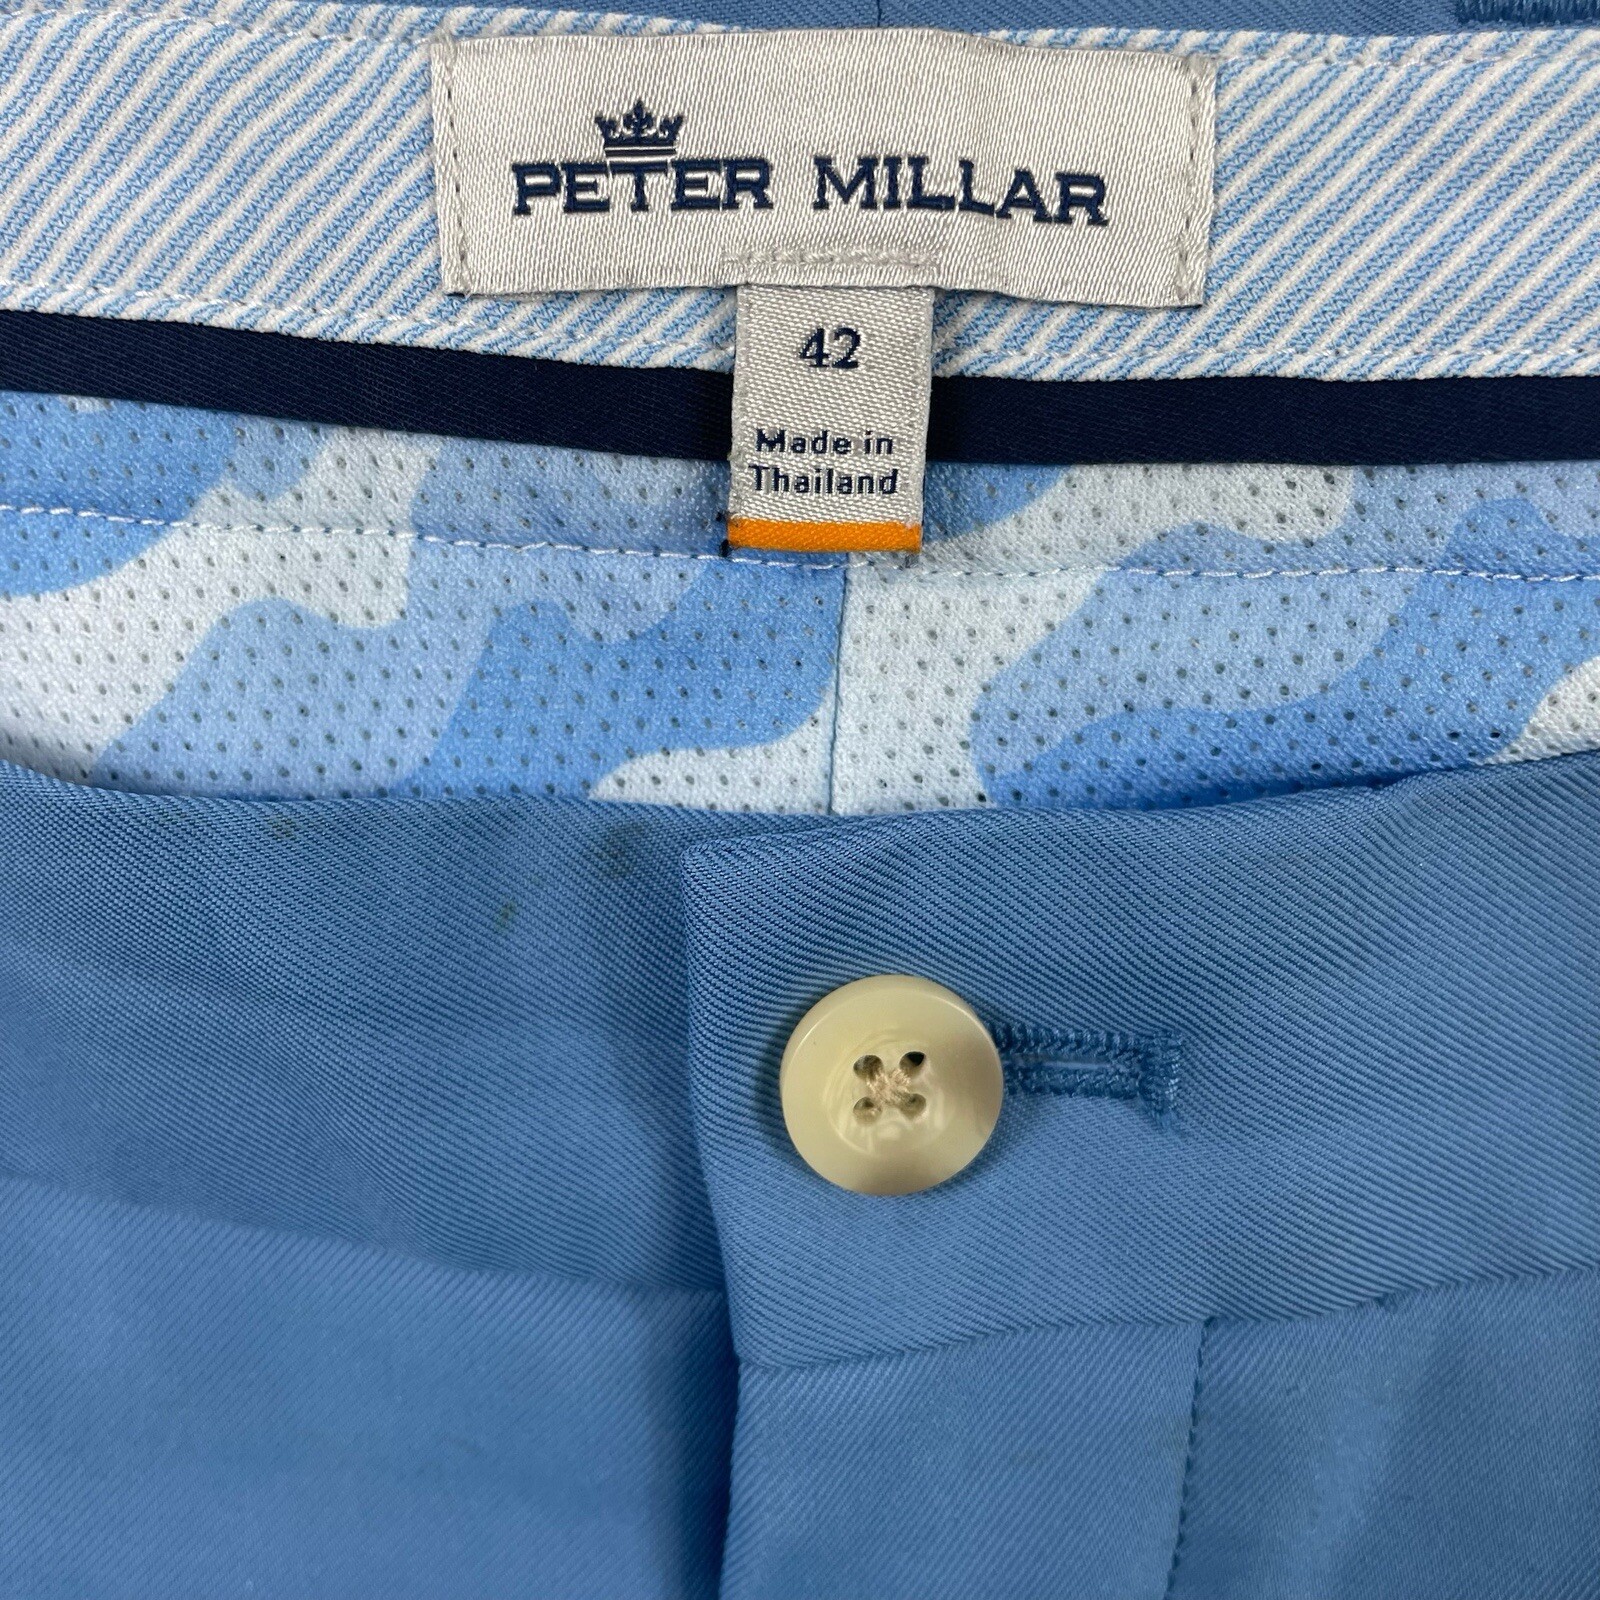 PETER MILLAR
42
Made in
Thailand